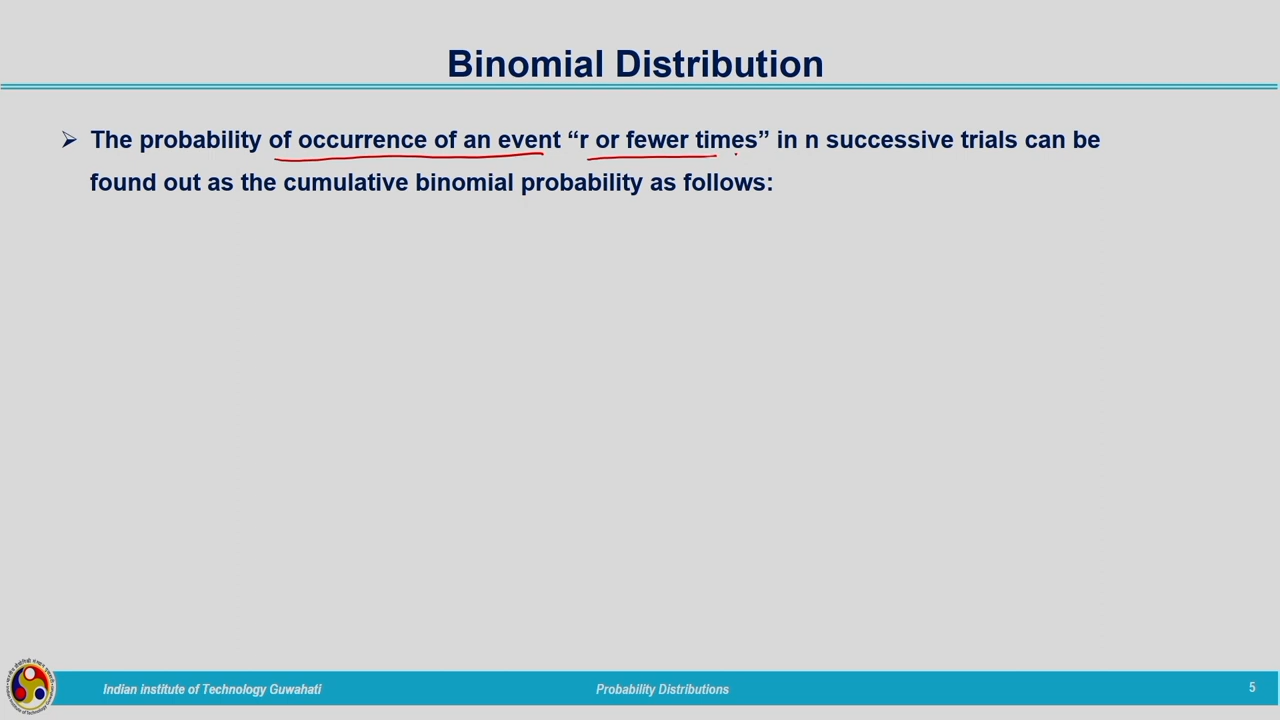 Binomial Distribution
➢ The probability of occurrence of an event “r or fewer times” in n successive trials can be
found out as the cumulative binomial probability as follows:
Indian institute of Technology Guwahati
Probability Distributions
5